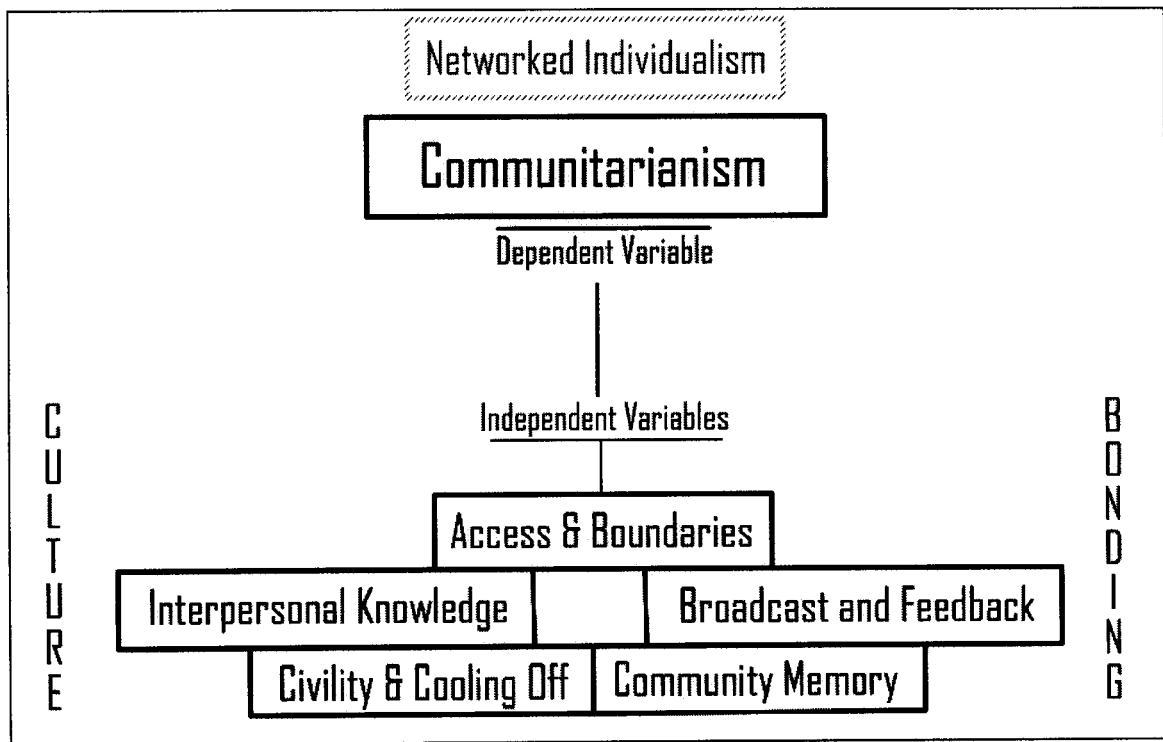 Networked Individualism
Communitarianism
Dependent Variable
Independent Variables
CULTURE
BONDING
Access & Boundaries
Interpersonal Knowledge
Broadcast and Feedback
Civility & Cooling Off
Community Memory